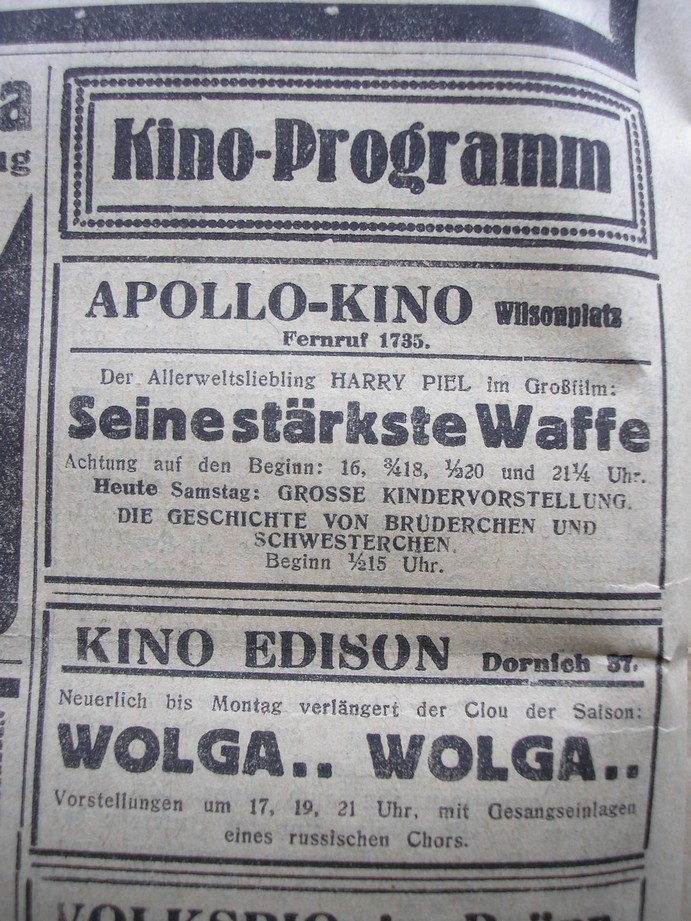 a
ug
Kino-Programm
APOLLO-KINO Wilsonplatz
Fernruf 1735.
Der Allerweltsliebling HARRY PIEL im Großfilm:
Seine stärkste Waffe
Achtung auf den Beginn: 16, ¾18, ½20 und 21¼ Uhr.
Heute Samstag: GROSSE KINDERVORSTELLUNG.
DIE GESCHICHTE VON BRÜDERCHEN UND
SCHWESTERCHEN.
Beginn ½15 Uhr.
KINO EDISON Dornich 37.
Neuerlich bis Montag verlängert der Clou der Saison:
WOLGA.. WOLGA..
Vorstellungen um 17, 19, 21 Uhr, mit Gesangseinlagen
eines russischen Chors.